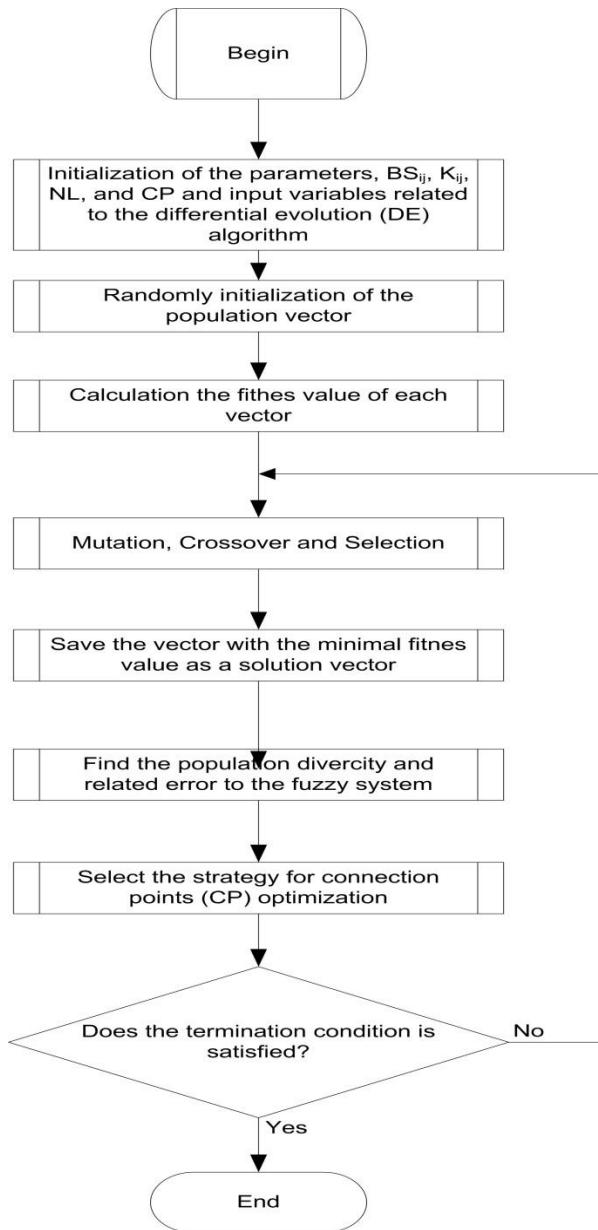 Begin
Initialization of the parameters, BSij, Kij,
NL, and CP and input variables related
to the differential evolution (DE)
algorithm
Randomly initialization of the
population vector
Calculation the fithes value of each
vector
Mutation, Crossover and Selection
Save the vector with the minimal fitnes
value as a solution vector
Find the population divercity and
related error to the fuzzy system
Select the strategy for connection
points (CP) optimization
Does the termination condition is
satisfied?
No
Yes
End